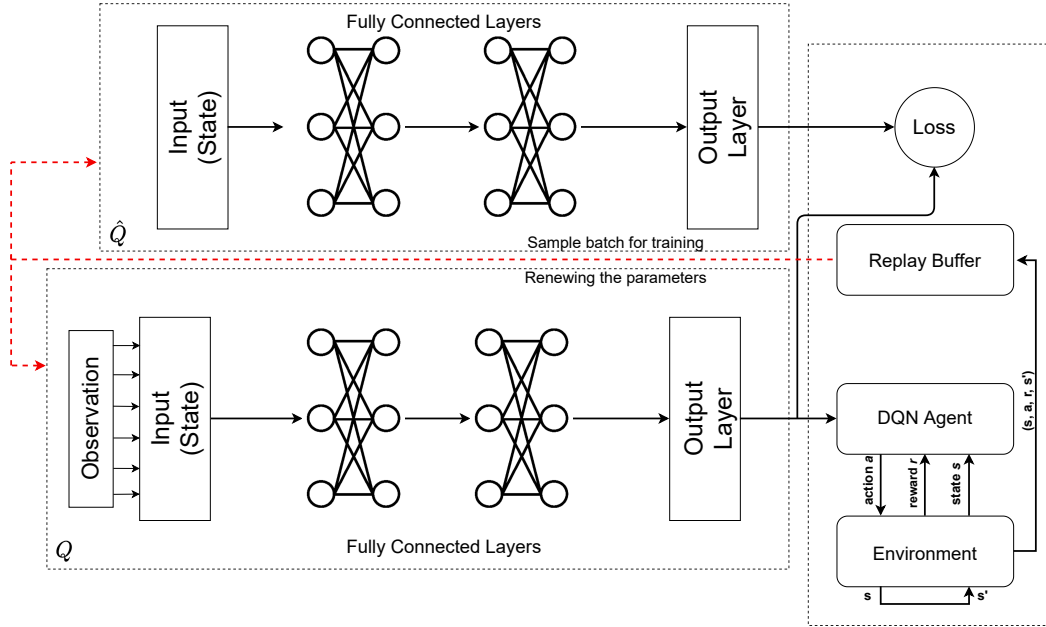 Fully Connected Layers
Input
(State)
Output
Layer
Loss
Q̂
Sample batch for training
Replay Buffer
Renewing the parameters
Observation
Input
(State)
Output
Layer
DQN Agent
(s, a, r, s')
action a
reward r
state s
Environment
s
s'
Q
Fully Connected Layers